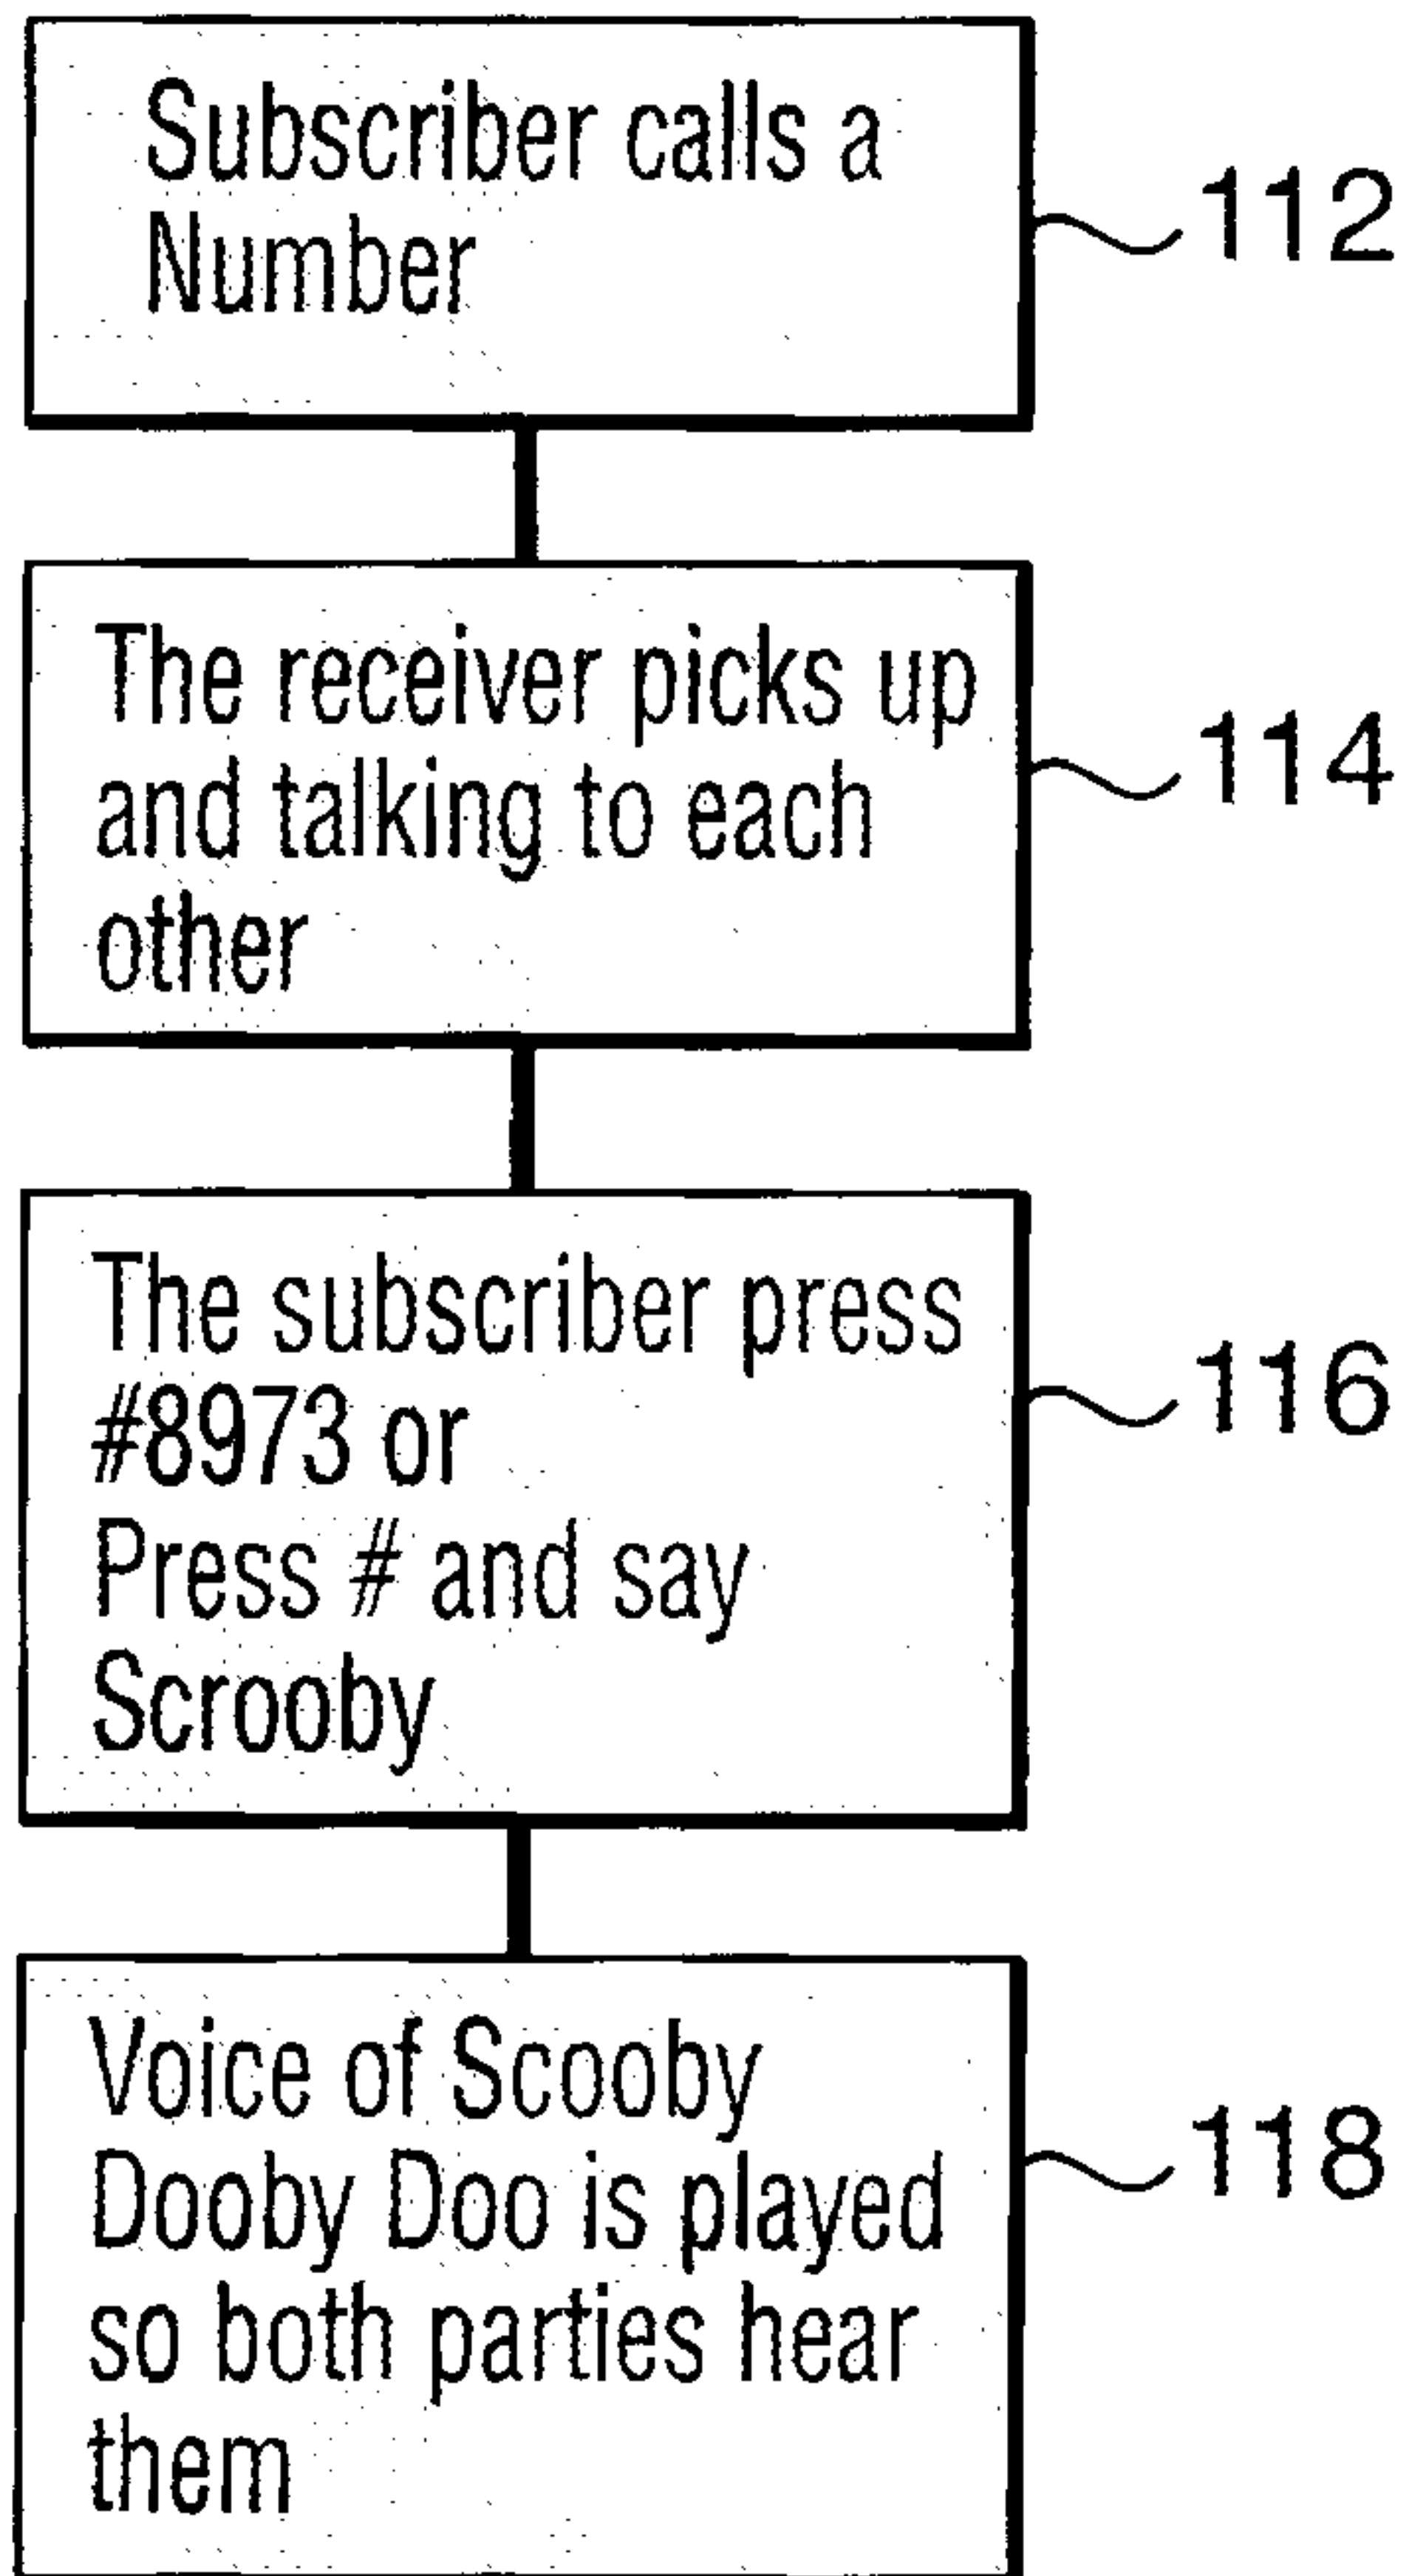 Subscriber calls a
Number
112
The receiver picks up
and talking to each
other
114
The subscriber press
#8973 or
Press # and say
Scrooby
116
Voice of Scooby
Dooby Doo is played
so both parties hear
them
118